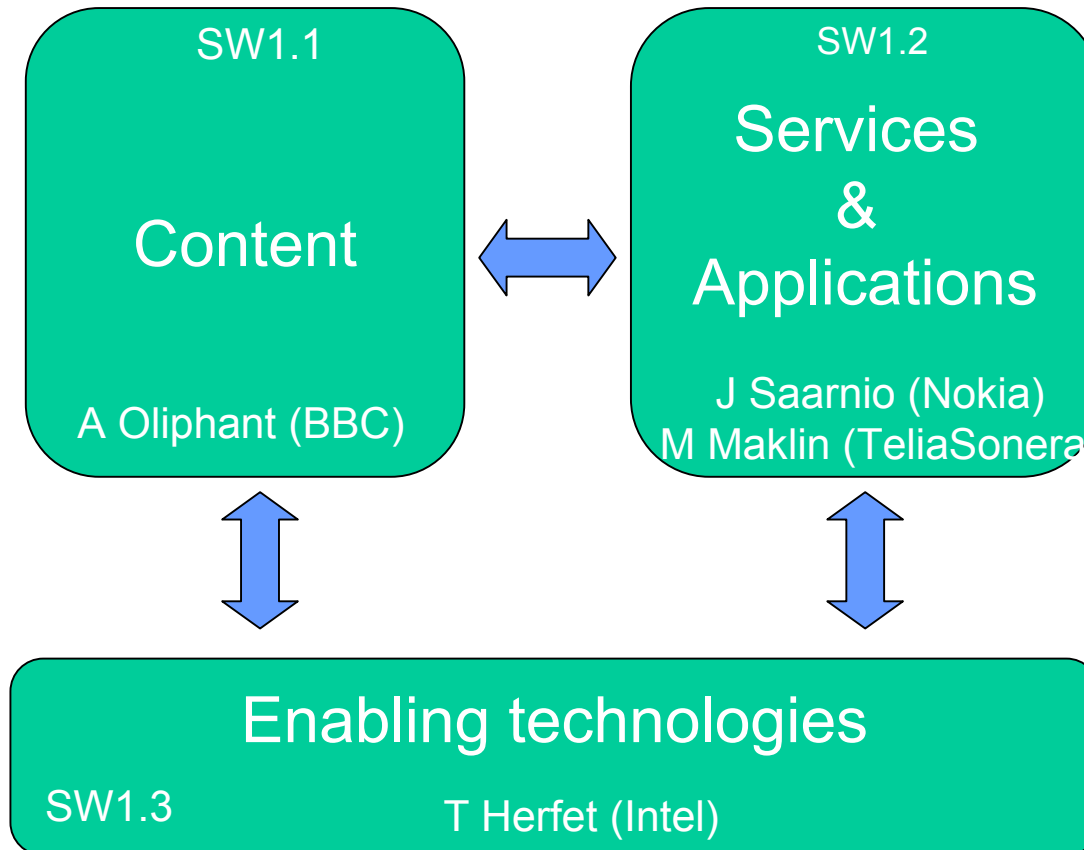 SW1.1
Content
A Oliphant (BBC)
SW1.2
Services
&
Applications
J Saarnio (Nokia)
M Maklin (TeliaSonera
Enabling technologies
SW1.3
T Herfet (Intel)